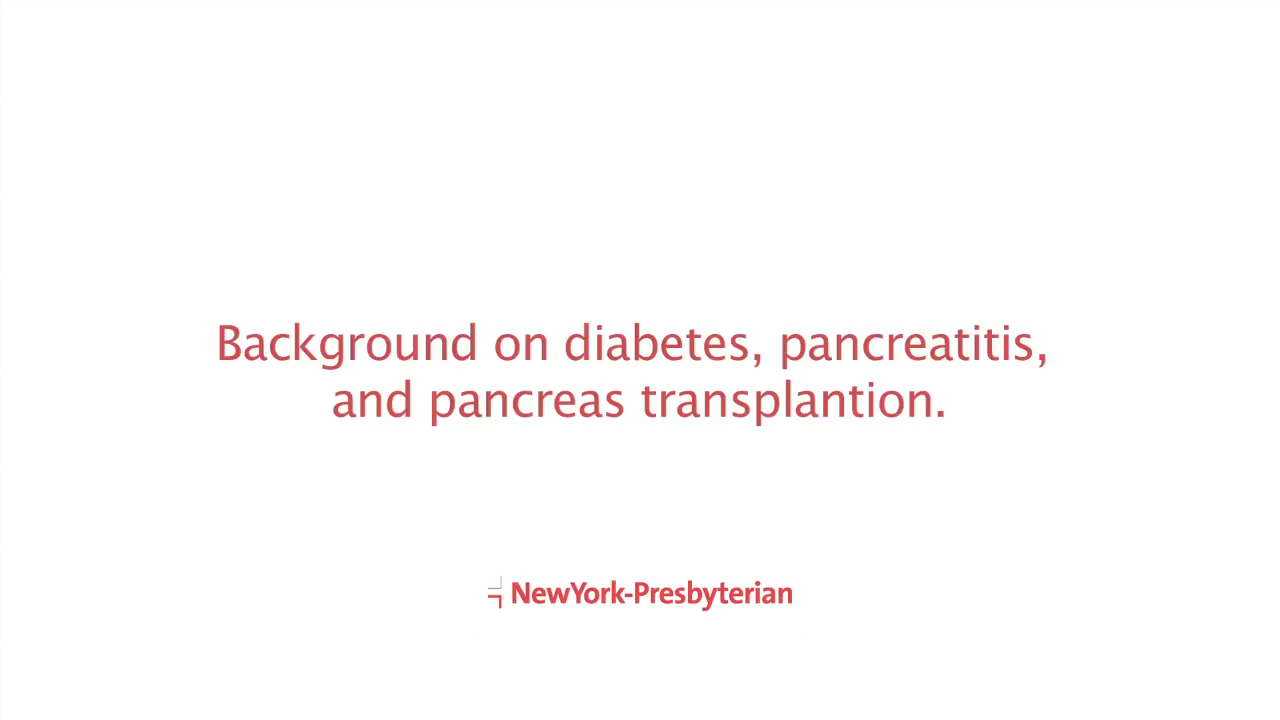 Background on diabetes, pancreatitis,
and pancreas transplantion.
NewYork-Presbyterian